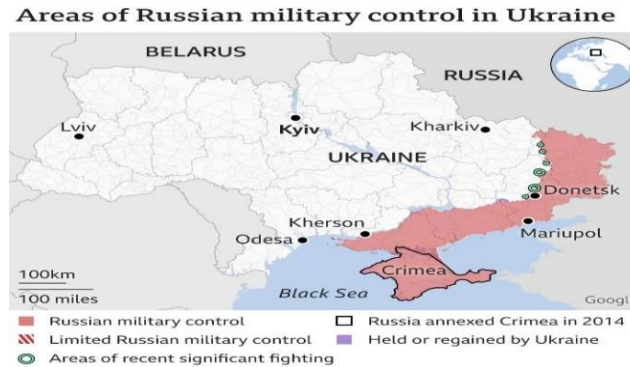 Areas of Russian military control in Ukraine
BELARUS
RUSSIA
Lviv
Kyiv
Kharkiv
UKRAINE
Donetsk
Kherson
Odesa
Mariupol
Crimea
100km
100 miles
Black Sea
Googl
Russian military control
Russia annexed Crimea in 2014
Limited Russian military control
Held or regained by Ukraine
Areas of recent significant fighting